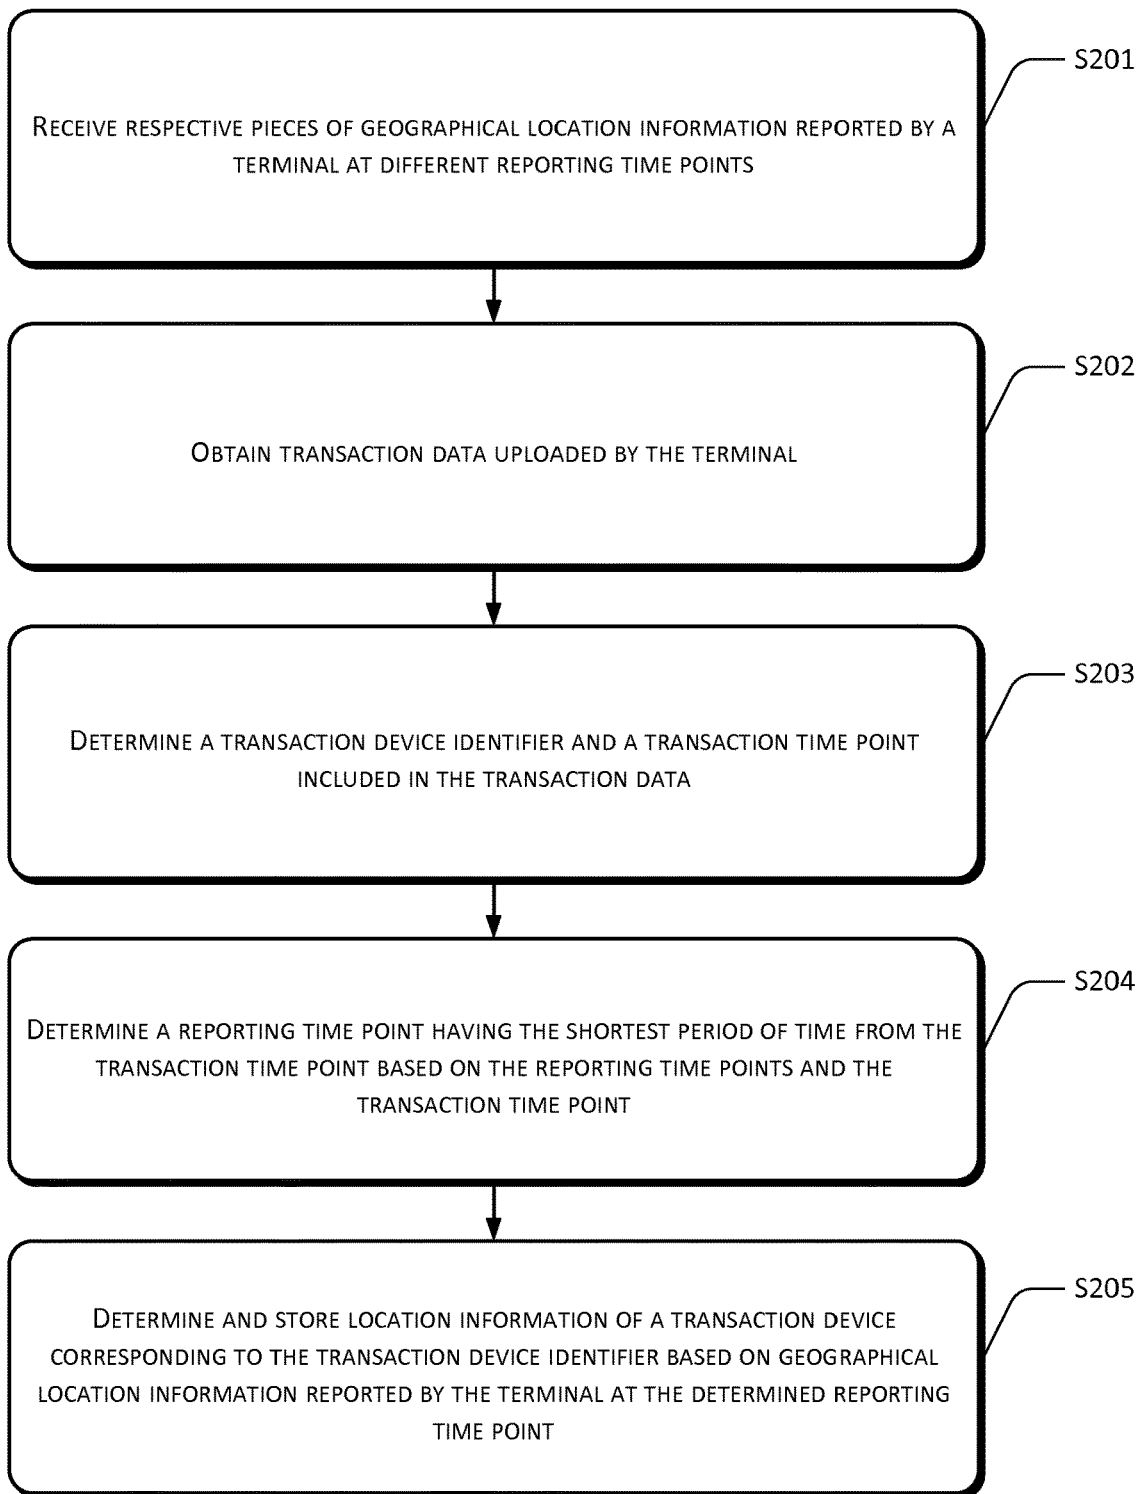 S201
RECEIVE RESPECTIVE PIECES OF GEOGRAPHICAL LOCATION INFORMATION REPORTED BY A
TERMINAL AT DIFFERENT REPORTING TIME POINTS
S202
OBTAIN TRANSACTION DATA UPLOADED BY THE TERMINAL
S203
DETERMINE A TRANSACTION DEVICE IDENTIFIER AND A TRANSACTION TIME POINT
INCLUDED IN THE TRANSACTION DATA
S204
DETERMINE A REPORTING TIME POINT HAVING THE SHORTEST PERIOD OF TIME FROM THE
TRANSACTION TIME POINT BASED ON THE REPORTING TIME POINTS AND THE
TRANSACTION TIME POINT
S205
DETERMINE AND STORE LOCATION INFORMATION OF A TRANSACTION DEVICE
CORRESPONDING TO THE TRANSACTION DEVICE IDENTIFIER BASED ON GEOGRAPHICAL
LOCATION INFORMATION REPORTED BY THE TERMINAL AT THE DETERMINED REPORTING
TIME POINT